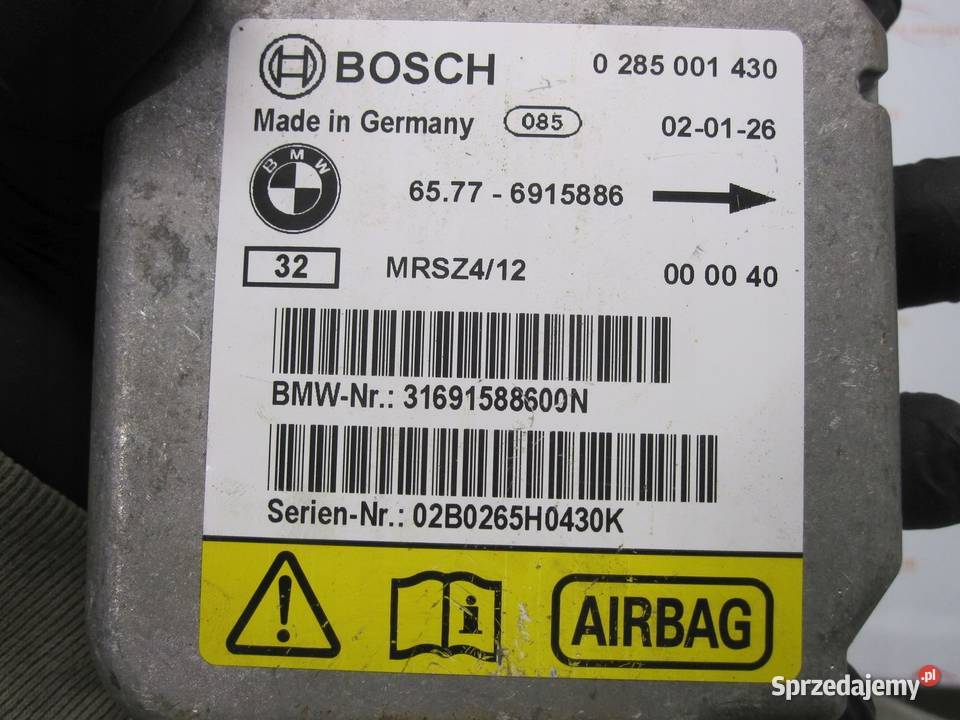 BOSCH 0 285 001 430
Made in Germany 085 02-01-26
BMW 65.77 - 6915886
32 MRSZ4/12 00 00 40
BMW-Nr.: 31691588600N
Serien-Nr.: 02B0265H0430K
! i AIRBAG
Sprzedajemy.pl